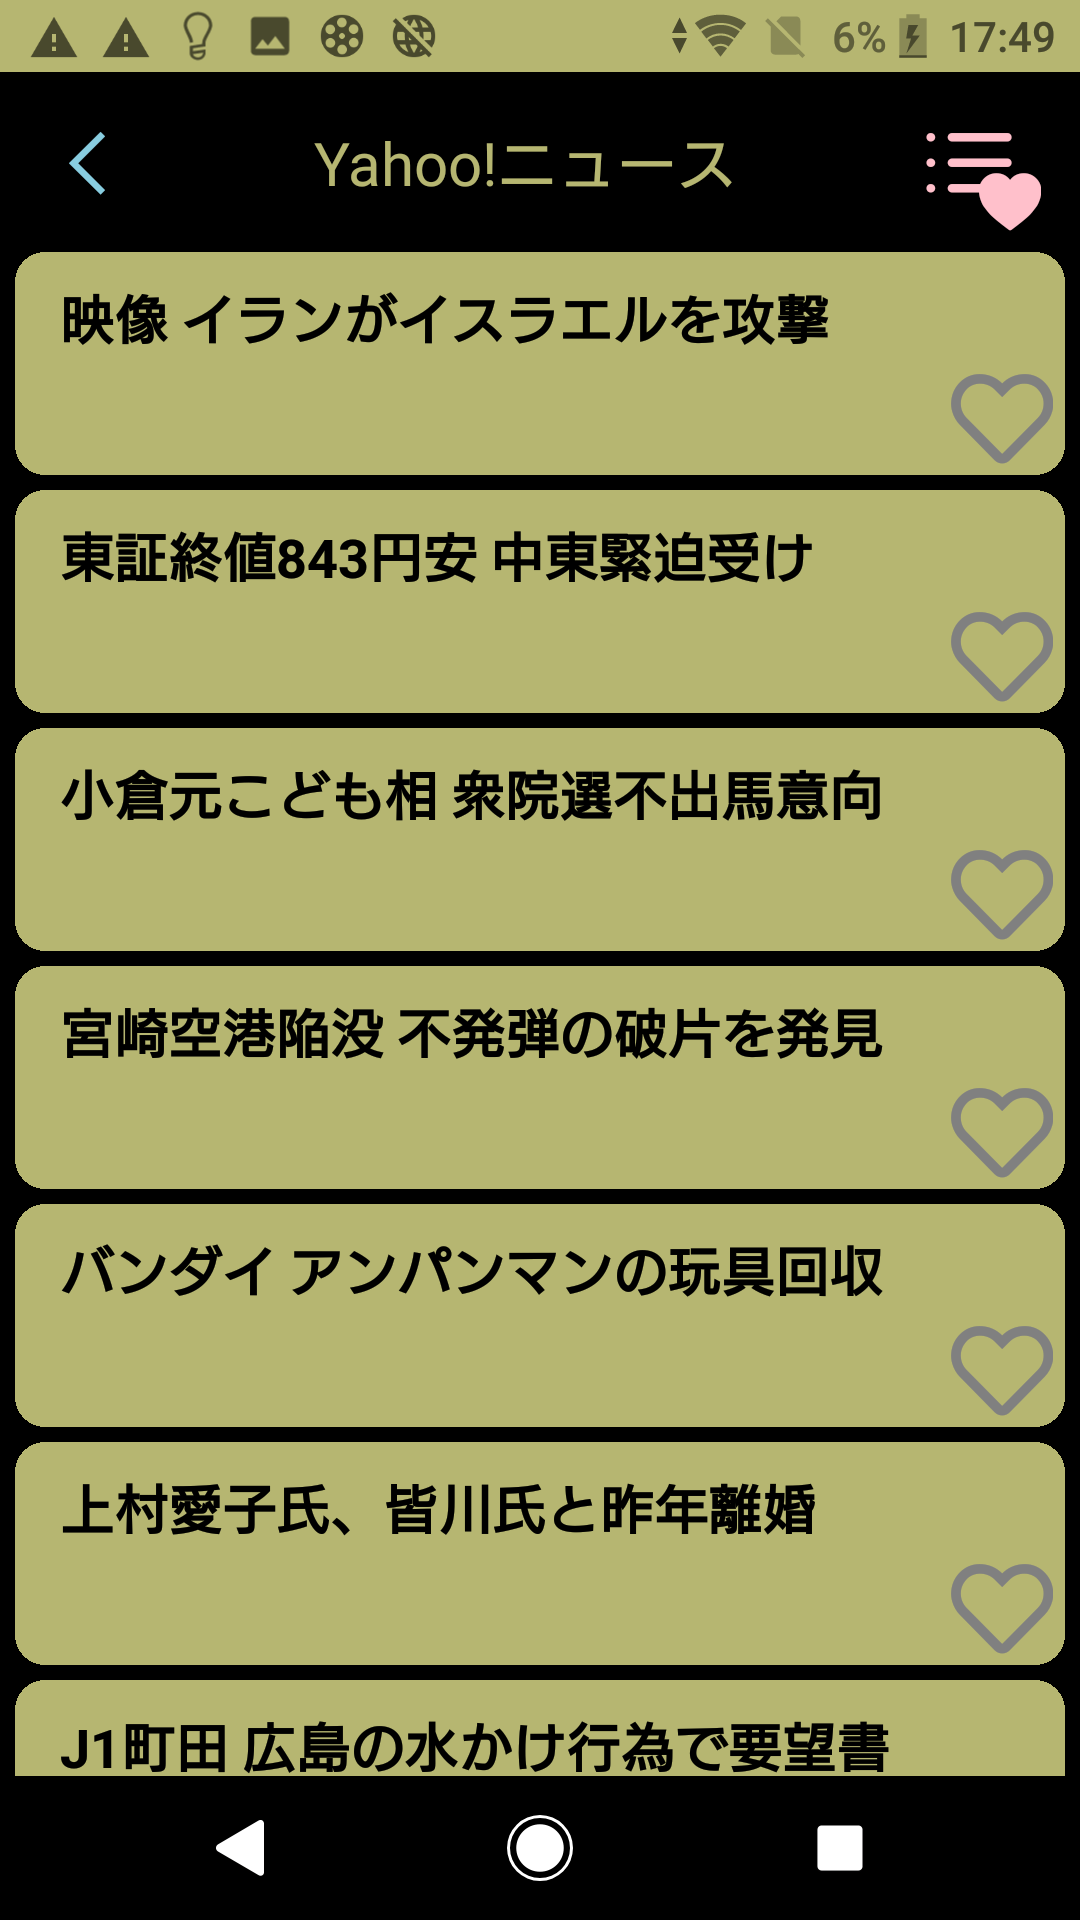 6% 17:49
Yahoo!ニュース
映像 イランがイスラエルを攻撃
東証終値843円安 中東緊迫受け
小倉元こども相 衆院選不出馬意向
宮崎空港陥没 不発弾の破片を発見
バンダイ アンパンマンの玩具回収
上村愛子氏、皆川氏と昨年離婚
J1町田 広島の水かけ行為で要望書